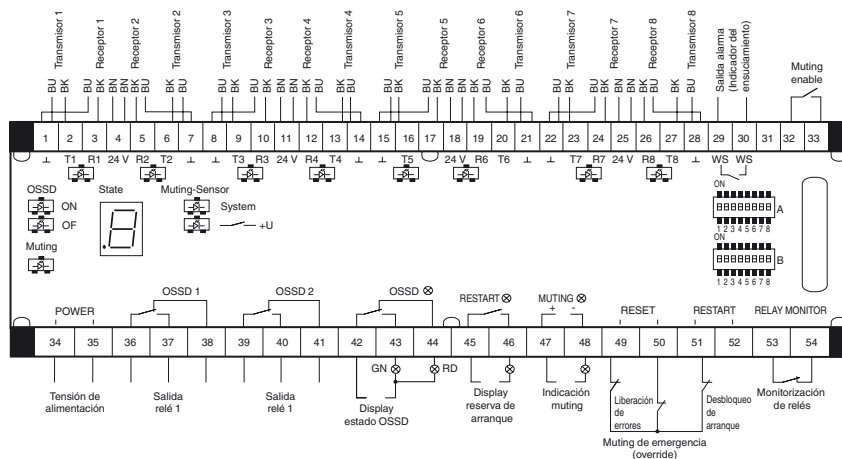 Transmisor 1
Receptor 1
Receptor 2
Transmisor 2
Transmisor 3
Receptor 3
Receptor 4
Transmisor 4
Transmisor 5
Receptor 5
Receptor 6
Transmisor 6
Transmisor 7
Receptor 7
Receptor 8
Transmisor 8
Salida alarma
(Indicador del
ensuciamiento)
Muting
enable
BU BK BU BK BN BN BK BU BK BU
BU BK BU BK BN BN BK BU BK BU
BU BK BU BK BN BN BK BU BK BU
BU BK BU BK BN BN BK BU BK BU
1 2 3 4 5 6 7 8 9 10 11 12 13 14 15 16 17 18 19 20 21 22 23 24 25 26 27 28 29 30 31 32 33
⊥ T1 R1 24 V R2 T2 ⊥ ⊥ T3 R3 24 V R4 T4 ⊥ ⊥ T5 24 V R6 T6 ⊥ ⊥ T7 R7 24 V R8 T8 ⊥ WS WS
OSSD
ON
OF
State
8
Muting-Sensor
System
+U
Muting
ON
A
1 2 3 4 5 6 7 8
ON
B
1 2 3 4 5 6 7 8
POWER
OSSD 1
OSSD 2
OSSD
RESTART
MUTING
+ -
RESET
RESTART
RELAY MONITOR
34 35 36 37 38 39 40 41 42 43 44 45 46 47 48 49 50 51 52 53 54
GN
RD
Tensión de
alimentación
Salida
relé 1
Salida
relé 1
Display
estado OSSD
Display
reserva de
arranque
Indicación
muting
Liberación
de
errores
Desbloqueo
de
arranque
Muting de emergencia
(override)
Monitorización
de relés